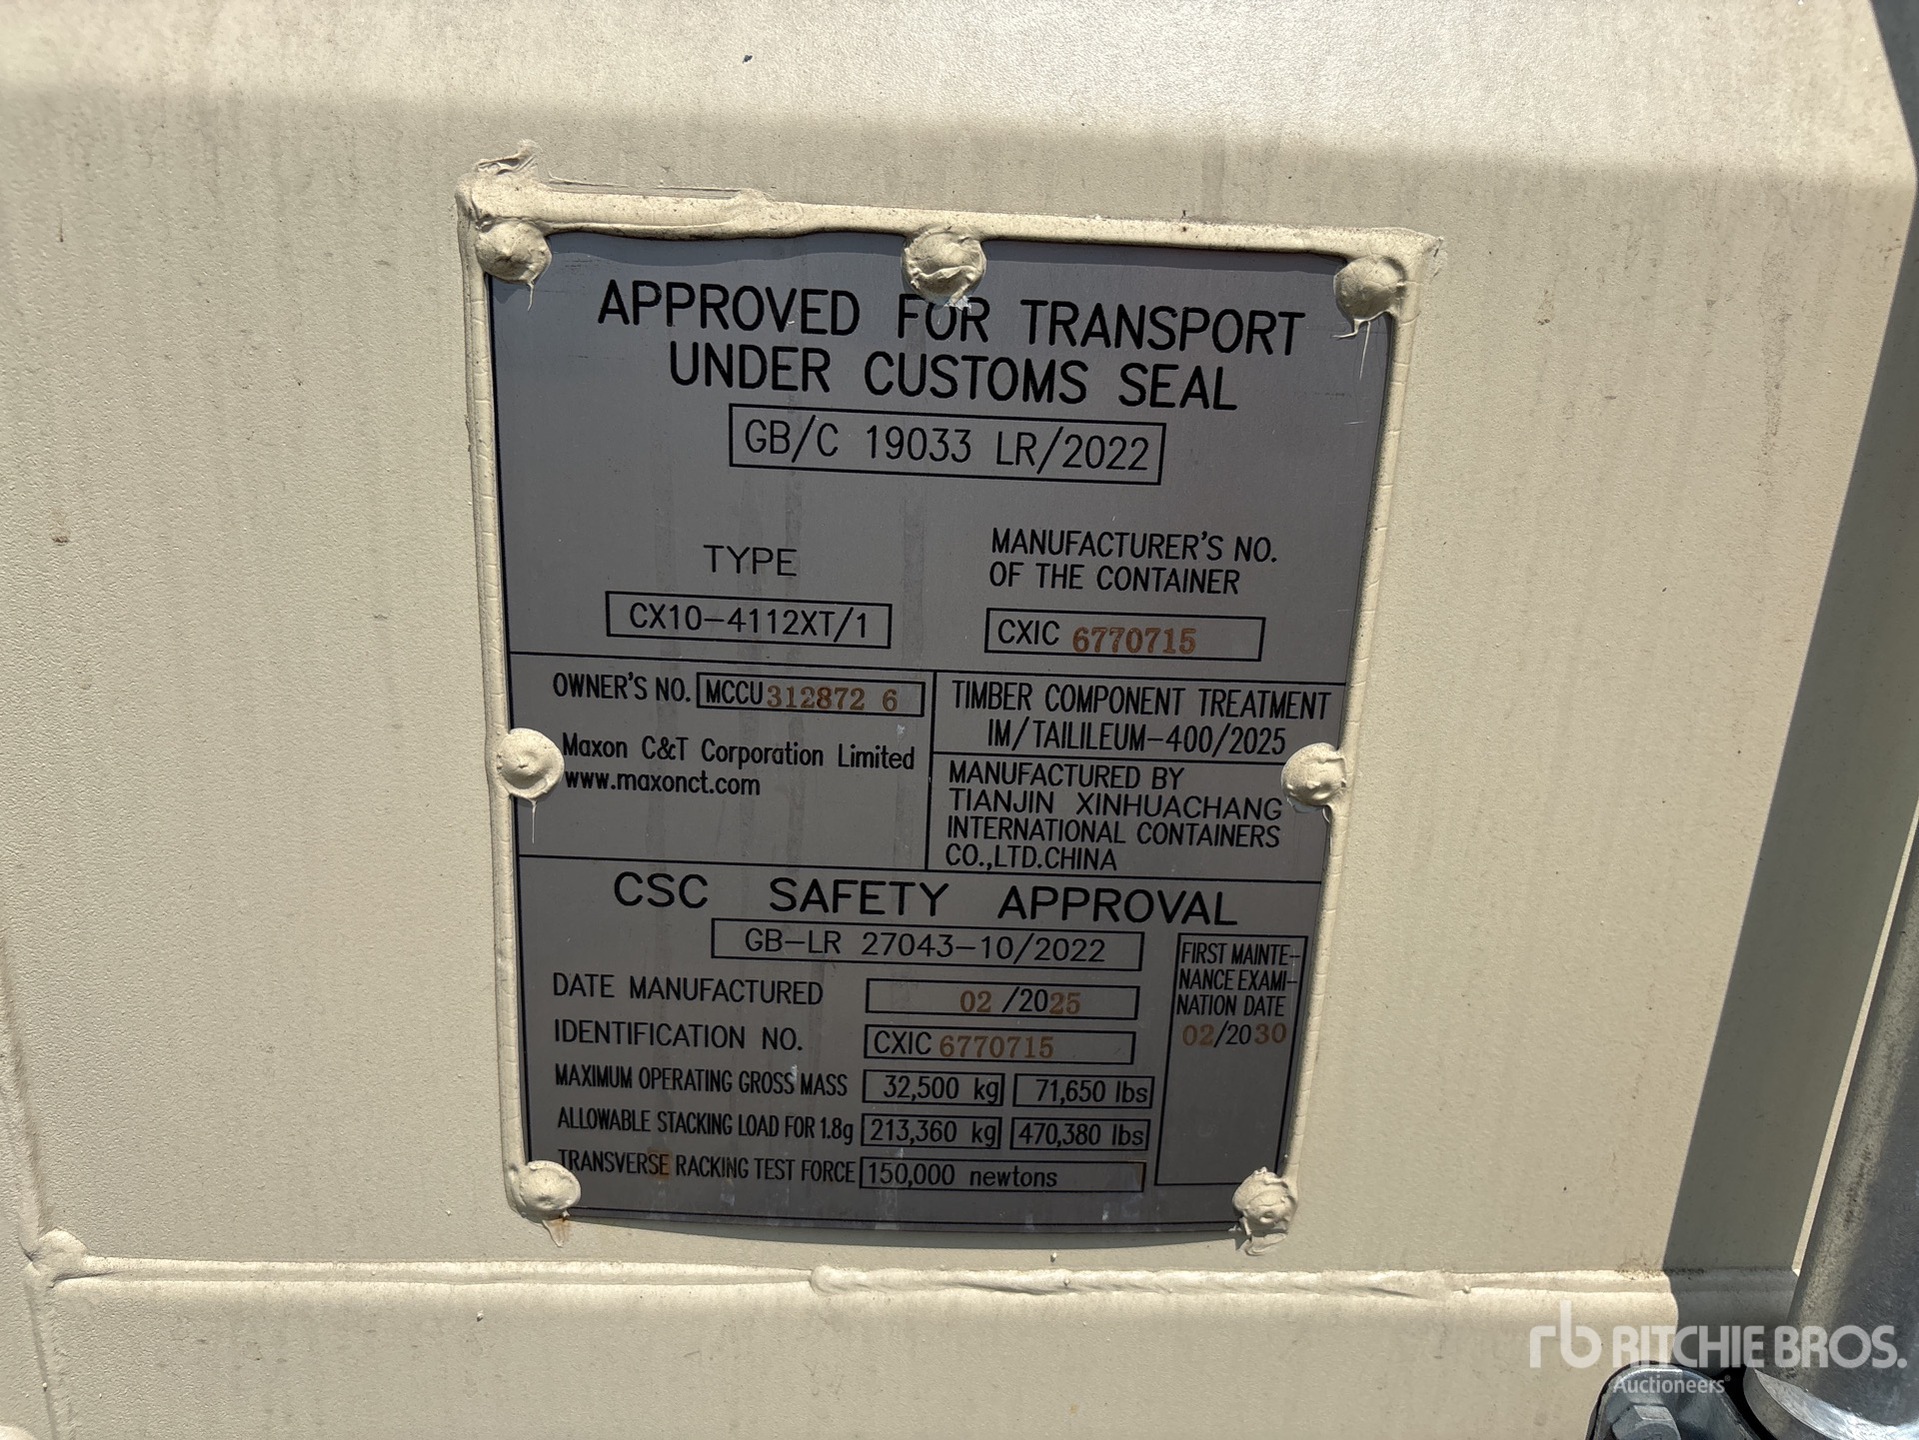 APPROVED FOR TRANSPORT
UNDER CUSTOMS SEAL
GB/C 19033 LR/2022
TYPE
CX10-4112XT/1
MANUFACTURER'S NO.
OF THE CONTAINER
CXIC 6770715
OWNER'S NO. MCCU 312872 6
Maxon C&T Corporation Limited
www.maxonct.com
TIMBER COMPONENT TREATMENT
IM/TAILILEUM-400/2025
MANUFACTURED BY
TIANJIN XINHUACHANG
INTERNATIONAL CONTAINERS
CO.,LTD.CHINA
CSC SAFETY APPROVAL
GB-LR 27043-10/2022
DATE MANUFACTURED 02 /2025
IDENTIFICATION NO. CXIC 6770715
MAXIMUM OPERATING GROSS MASS 32,500 kg 71,650 lbs
ALLOWABLE STACKING LOAD FOR 1.8g 213,360 kg 470,380 lbs
TRANSVERSE RACKING TEST FORCE 150,000 newtons
FIRST MAINTE-
NANCE EXAMI-
NATION DATE
02/2030
rb RITCHIE BROS.
Auctioneers®